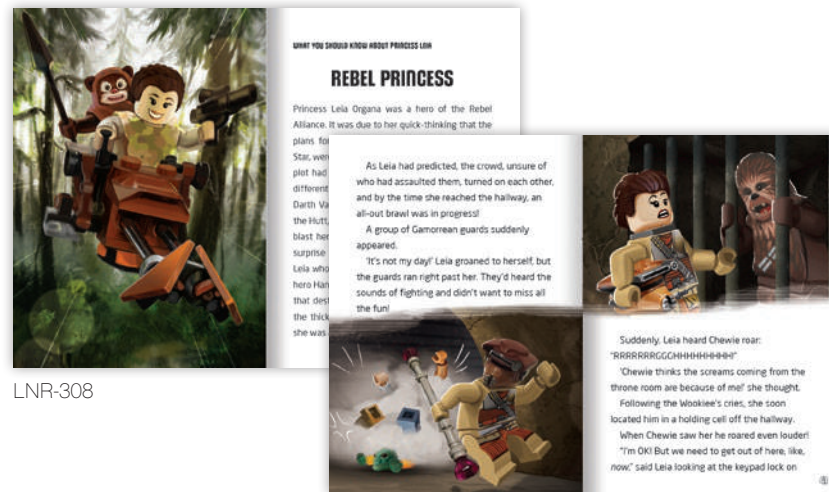 WHAT YOU SHOULD KNOW ABOUT PRINCESS LEIA
REBEL PRINCESS
Princess Leia Organa was a hero of the Rebel
Alliance. It was due to her quick-thinking that the
plans
Star,
plot had
different
Darth
the Hutt,
blast her
surprise
Leia who
hero Han
that
the thick
she was
LNR-308
As Leia had predicted, the crowd, unsure of
who had assaulted them, turned on each other,
and by the time she reached the hallway, an
all-out brawl was in progress!
A group of Gamorrean guards suddenly
appeared.
'It's not my day!' Leia groaned to herself, but
the guards ran right past her. They'd heard the
sounds of fighting and didn't want to miss all
the fun!
Suddenly, Leia heard Chewie roar:
"RRRRRRRGGGHHHHHHHHHH!"
'Chewie thinks the screams coming from the
throne room are because of me!' she thought.
Following the Wookiee's cries, she soon
located him in a holding cell off the hallway.
When Chewie saw her he roared even louder!
"I'm OK! But we need to get out of here, like,
now," said Leia looking at the keypad lock on